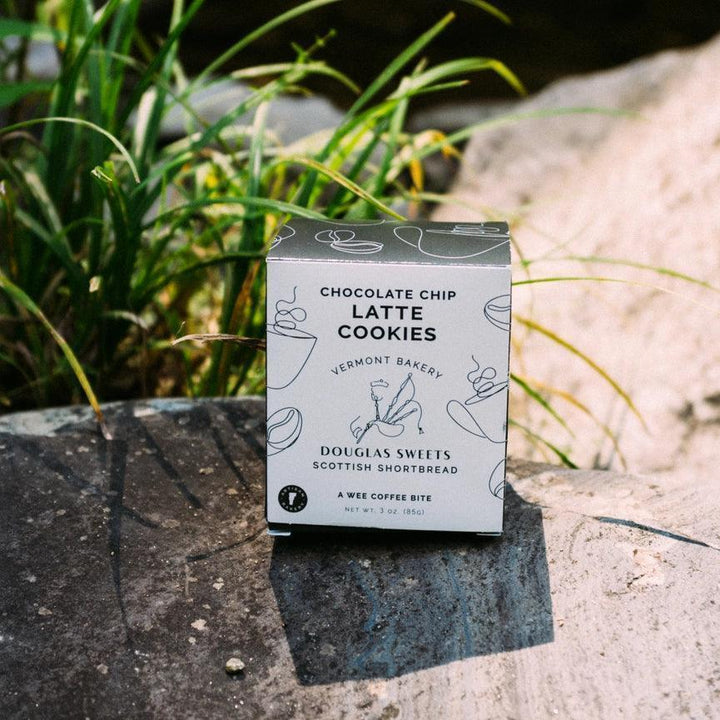 CHOCOLATE CHIP
LATTE
COOKIES
VERMONT BAKERY
DOUGLAS SWEETS
SCOTTISH SHORTBREAD
A WEE COFFEE BITE
NET WT. 3 OZ. (85G)